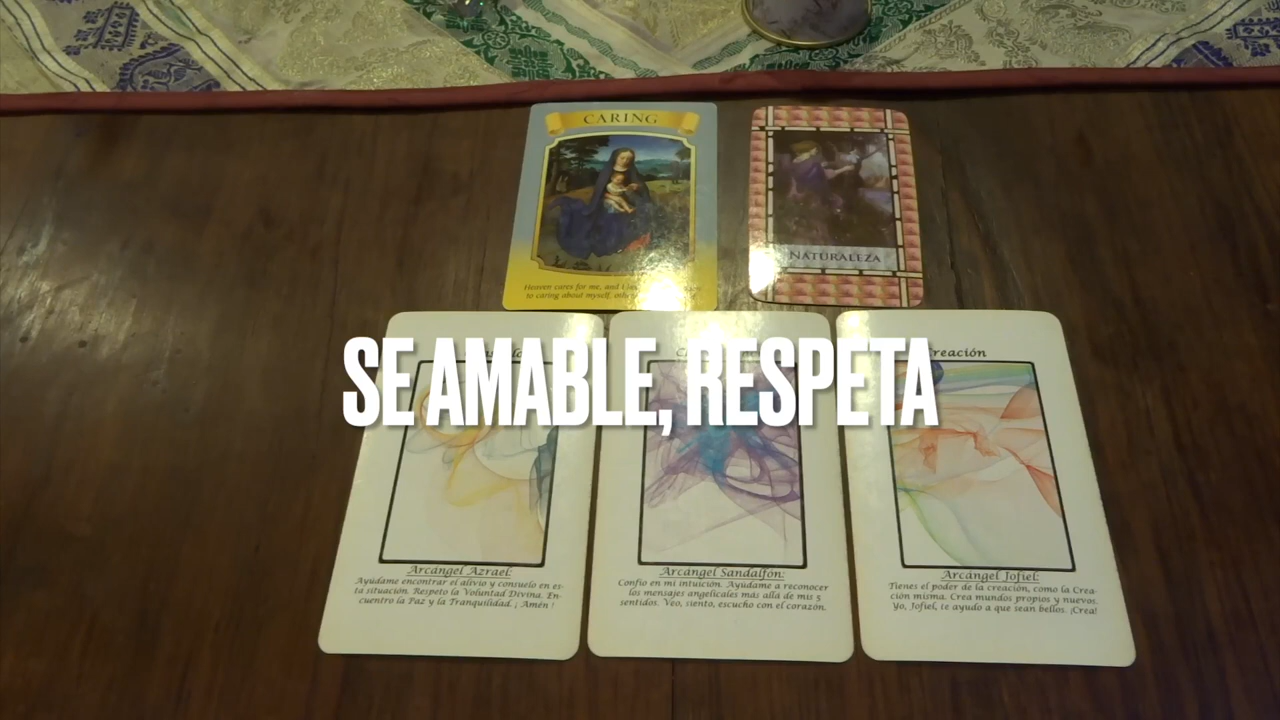 CARING
Heaven cares for me, and I
to caring about myself,
NATURALEZA
SE AMABLE, RESPETA
Creación
Arcángel Azrael:
Ayúdame encontrar el alivio y consuelo en es-
ta situación. Respeto la Voluntad Divina. En-
cuentro la Paz y la Tranquilidad. ¡ Amén !
Arcángel Sandalfón:
Confío en mi intuición. Ayúdame a reconocer
los mensajes angelicales más allá de mis 5
sentidos. Veo, siento, escucho con el corazón.
Arcángel Jofiel:
Tienes el poder de la creación, como la Crea-
ción misma. Crea mundos propios y nuevos.
Yo, Jofiel, te ayudo a que sean bellos. ¡Crea!